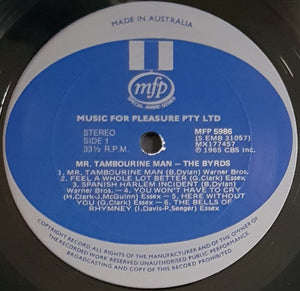 MADE IN AUSTRALIA
mfp
SPECIAL AWARD SERIES
MUSIC FOR PLEASURE PTY LTD
STEREO
SIDE 1
33⅓ R.P.M.
MFP 5986
(S EMB 31057)
MX177457
℗ 1965 CBS Inc.
MR. TAMBOURINE MAN – THE BYRDS
1. MR. TAMBOURINE MAN (B.Dylan) Warner Bros.
2. FEEL A WHOLE LOT BETTER (G.Clark) Essex
3. SPANISH HARLEM INCIDENT (B.Dylan)
Warner Bros. – 4. YOU WON'T HAVE TO CRY
(H.Clark-J.McGuinn) Essex – 5. HERE WITHOUT
YOU (G.Clark) Essex – 6. THE BELLS OF
RHYMNEY (I.Davis-P.Seeger) Essex
COPYRIGHT RECORD. ALL RIGHTS OF THE MANUFACTURER AND OF THE OWNER OF
THE RECORDED WORK RESERVED. UNAUTHORISED PUBLIC PERFORMANCE,
BROADCASTING AND COPY OF THIS RECORD PROHIBITED.